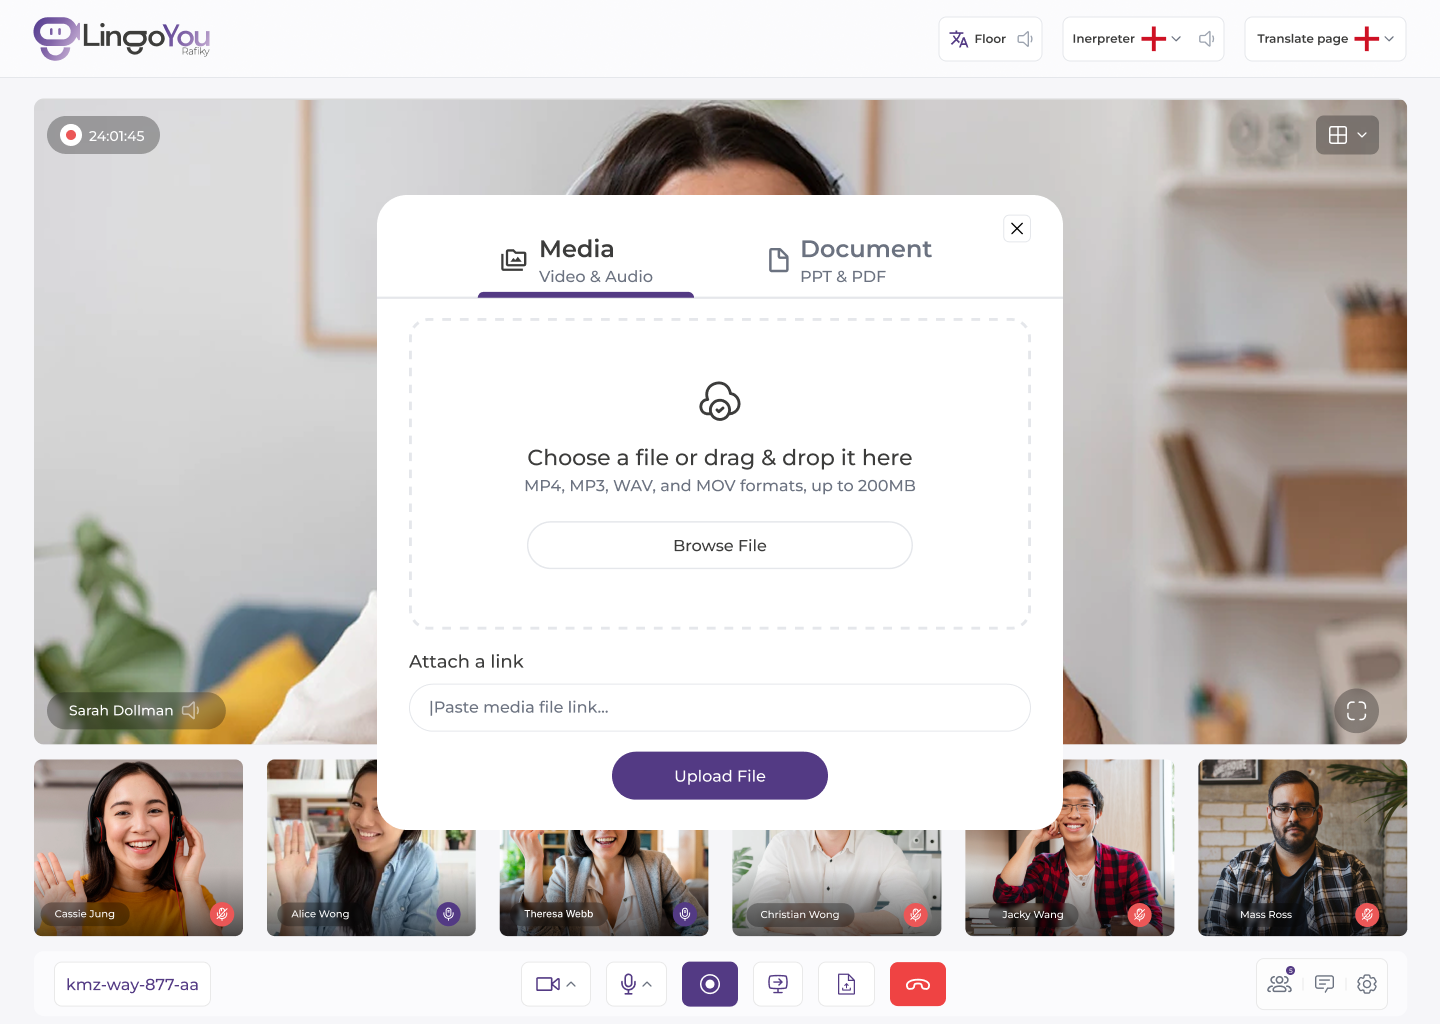 LingoYou
Rafiky
Floor
Inerpreter
Translate page
24:01:45
05
Media
Video & Audio
Document
PPT & PDF
Choose a file or drag & drop it here
MP4, MP3, WAV, and MOV formats, up to 200MB
Browse File
Attach a link
|Paste media file link...
Upload File
Sarah Dollman
Cassie Jung
Alice Wong
Theresa Webb
Christian Wong
Jacky Wang
Mass Ross
kmz-way-877-aa
5